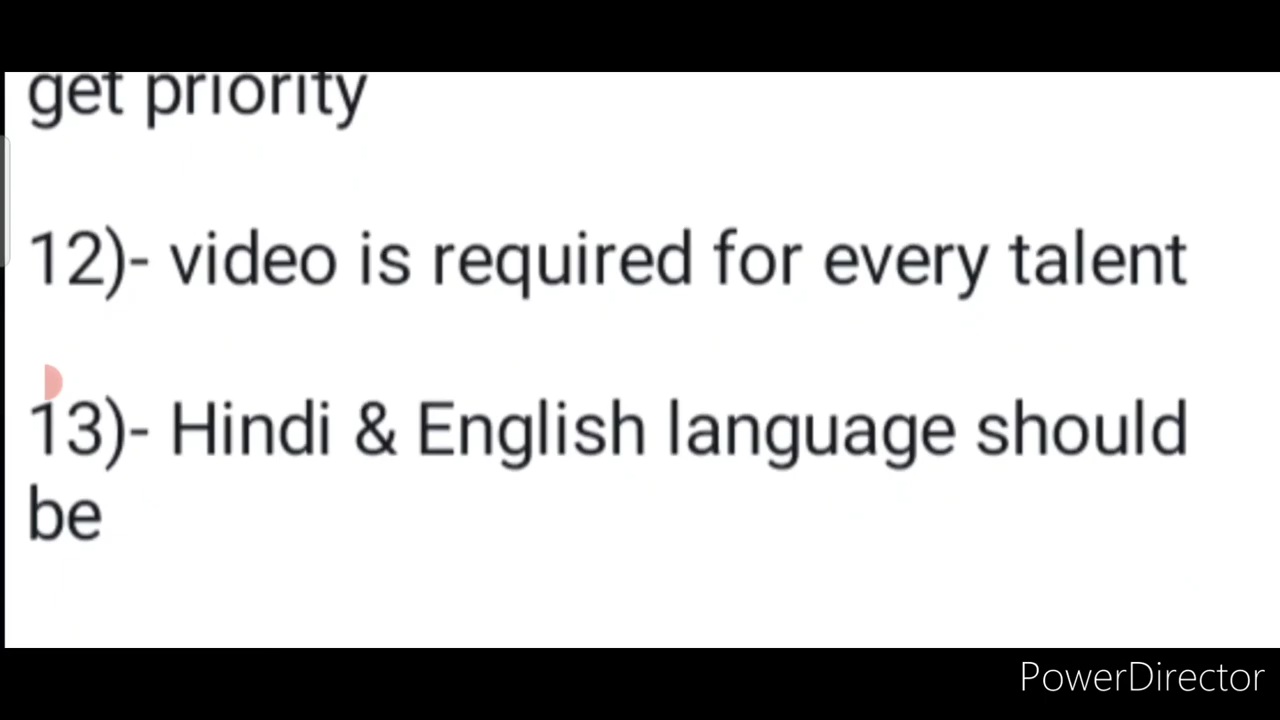 get priority
12)- video is required for every talent
13)- Hindi & English language should
be
PowerDirector